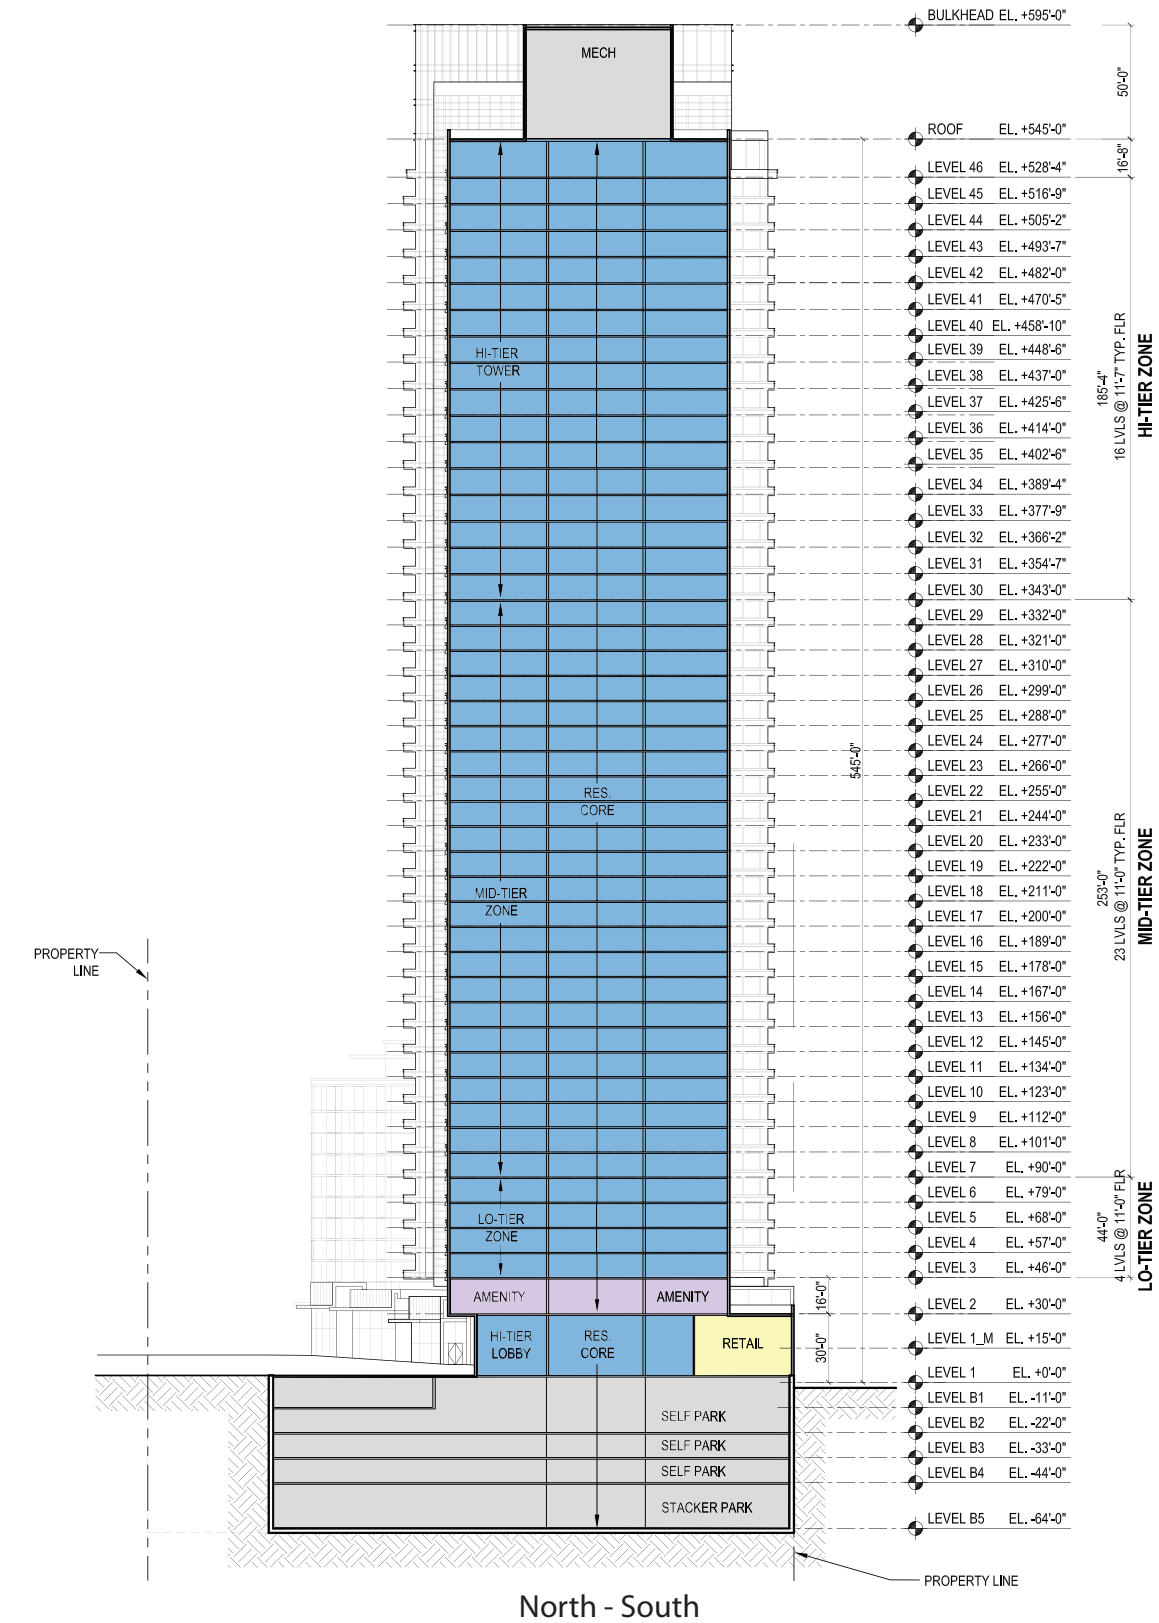 BULKHEAD EL. +595'-0"
MECH
50'-0"
ROOF EL. +545'-0"
16'-8"
LEVEL 46 EL. +528'-4"
LEVEL 45 EL. +516'-9"
LEVEL 44 EL. +505'-2"
LEVEL 43 EL. +493'-7"
LEVEL 42 EL. +482'-0"
LEVEL 41 EL. +470'-5"
LEVEL 40 EL. +458'-10"
LEVEL 39 EL. +448'-6"
LEVEL 38 EL. +437'-0"
LEVEL 37 EL. +425'-6"
LEVEL 36 EL. +414'-0"
LEVEL 35 EL. +402'-6"
LEVEL 34 EL. +389'-4"
LEVEL 33 EL. +377'-9"
LEVEL 32 EL. +366'-2"
LEVEL 31 EL. +354'-7"
LEVEL 30 EL. +343'-0"
HI-TIER
TOWER
185'-4"
16 LVLS @ 11'-7" TYP. FLR
HI-TIER ZONE
LEVEL 29 EL. +332'-0"
LEVEL 28 EL. +321'-0"
LEVEL 27 EL. +310'-0"
LEVEL 26 EL. +299'-0"
LEVEL 25 EL. +288'-0"
LEVEL 24 EL. +277'-0"
LEVEL 23 EL. +266'-0"
LEVEL 22 EL. +255'-0"
LEVEL 21 EL. +244'-0"
LEVEL 20 EL. +233'-0"
LEVEL 19 EL. +222'-0"
LEVEL 18 EL. +211'-0"
LEVEL 17 EL. +200'-0"
LEVEL 16 EL. +189'-0"
LEVEL 15 EL. +178'-0"
LEVEL 14 EL. +167'-0"
LEVEL 13 EL. +156'-0"
LEVEL 12 EL. +145'-0"
LEVEL 11 EL. +134'-0"
LEVEL 10 EL. +123'-0"
LEVEL 9 EL. +112'-0"
LEVEL 8 EL. +101'-0"
LEVEL 7 EL. +90'-0"
545'-0"
RES.
CORE
MID-TIER
ZONE
253'-0"
23 LVLS @ 11'-0" TYP. FLR
MID-TIER ZONE
PROPERTY
LINE
LEVEL 6 EL. +79'-0"
LEVEL 5 EL. +68'-0"
LEVEL 4 EL. +57'-0"
LEVEL 3 EL. +46'-0"
LO-TIER
ZONE
44'-0"
4 LVLS @ 11'-0" FLR
LO-TIER ZONE
AMENITY
AMENITY
16'-0"
LEVEL 2 EL. +30'-0"
HI-TIER
LOBBY
RES.
CORE
RETAIL
30'-0"
LEVEL 1_M EL. +15'-0"
LEVEL 1 EL. +0'-0"
LEVEL B1 EL. -11'-0"
SELF PARK
LEVEL B2 EL. -22'-0"
SELF PARK
LEVEL B3 EL. -33'-0"
SELF PARK
LEVEL B4 EL. -44'-0"
STACKER PARK
LEVEL B5 EL. -64'-0"
PROPERTY LINE
North - South